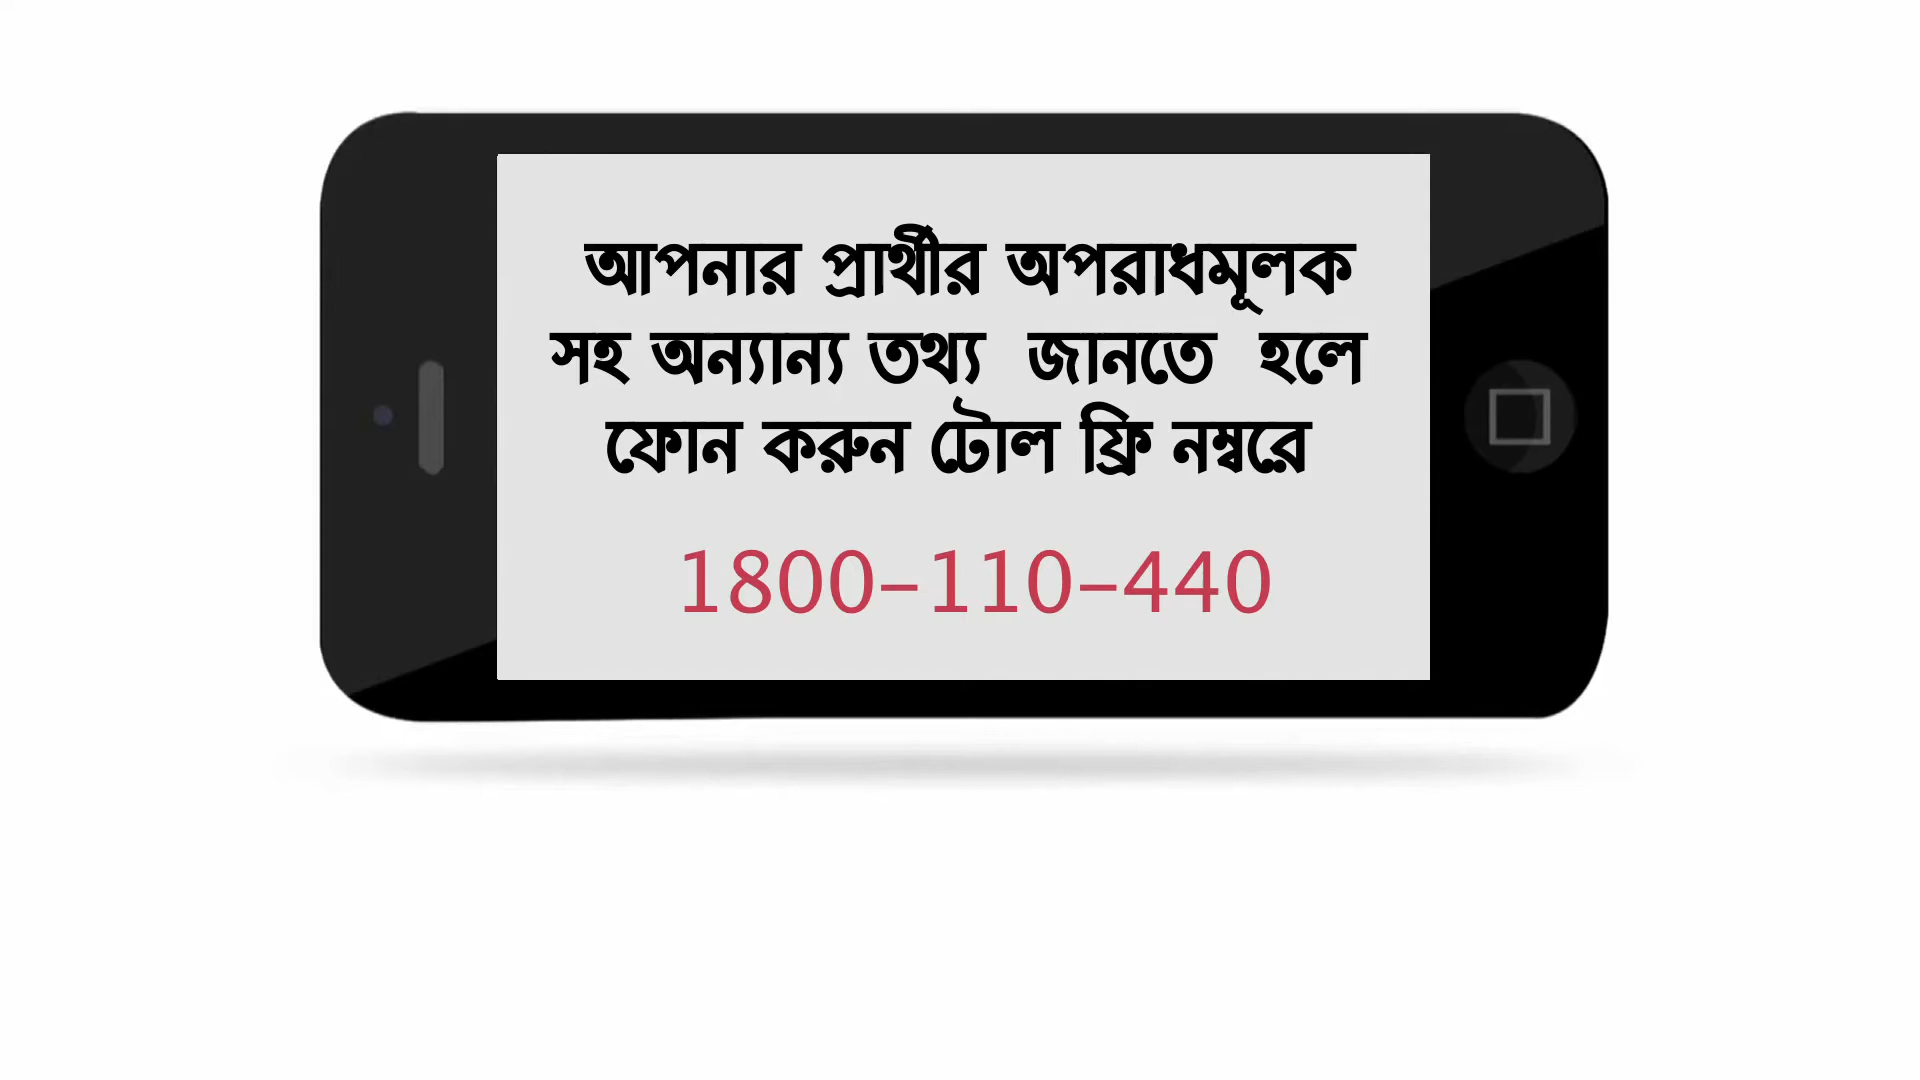 আপনার প্রার্থীর অপরাধমূলক
সহ অন্যান্য তথ্য জানতে হলে
ফোন করুন টোল ফ্রি নম্বরে
1800-110-440